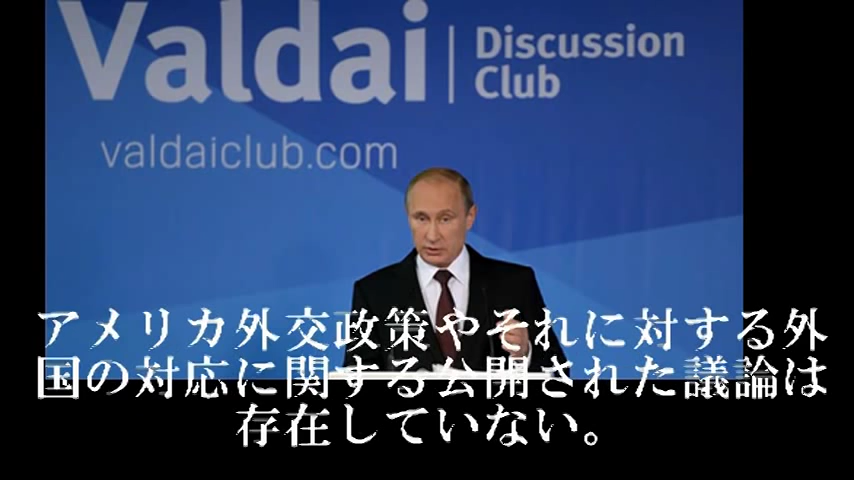 Valdai
Discussion
Club
valdaiclub.com
アメリカ外交政策やそれに対する外
国の対応に関する公開された議論は
存在していない。